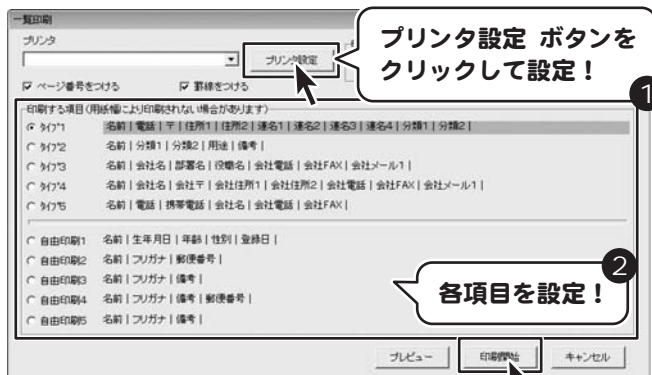 一覧印刷
プリンタ
プリンタ設定
プリンタ設定 ボタンを
クリックして設定！
1
ページ番号をつける
罫線をつける
印刷する項目(用紙幅により印刷されない場合があります)
タイプ1 名前 | 電話 | 〒 | 住所1 | 住所2 | 連名1 | 連名2 | 連名3 | 連名4 | 分類1 | 分類2 |
タイプ2 名前 | 分類1 | 分類2 | 用途 | 備考 |
タイプ3 名前 | 会社名 | 部署名 | 役職名 | 会社電話 | 会社FAX | 会社メール1 |
タイプ4 名前 | 会社名 | 会社〒 | 会社住所1 | 会社住所2 | 会社電話 | 会社FAX | 会社メール1 |
タイプ5 名前 | 電話 | 携帯電話 | 会社名 | 会社電話 | 会社FAX |
自由印刷1 名前 | 生年月日 | 年齢 | 性別 | 登録日 |
自由印刷2 名前 | フリガナ | 郵便番号 |
自由印刷3 名前 | フリガナ | 備考 |
自由印刷4 名前 | フリガナ | 備考 | 郵便番号 |
自由印刷5 名前 | フリガナ | 備考 |
2
各項目を設定！
プレビュー
印刷開始
キャンセル